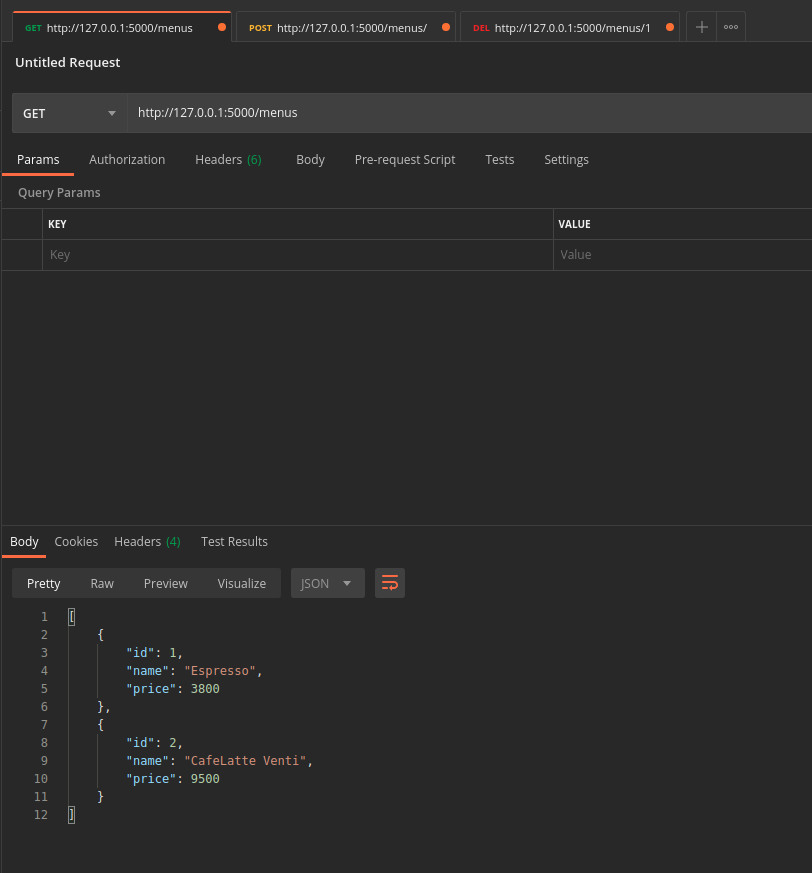 GET http://127.0.0.1:5000/menus POST http://127.0.0.1:5000/menus/ DEL http://127.0.0.1:5000/menus/1
Untitled Request
GET http://127.0.0.1:5000/menus
Params Authorization Headers (6) Body Pre-request Script Tests Settings
Query Params
KEY VALUE
Key Value
Body Cookies Headers (4) Test Results
Pretty Raw Preview Visualize JSON
1 [
2 {
3 "id": 1,
4 "name": "Espresso",
5 "price": 3800
6 },
7 {
8 "id": 2,
9 "name": "CafeLatte Venti",
10 "price": 9500
11 }
12 ]